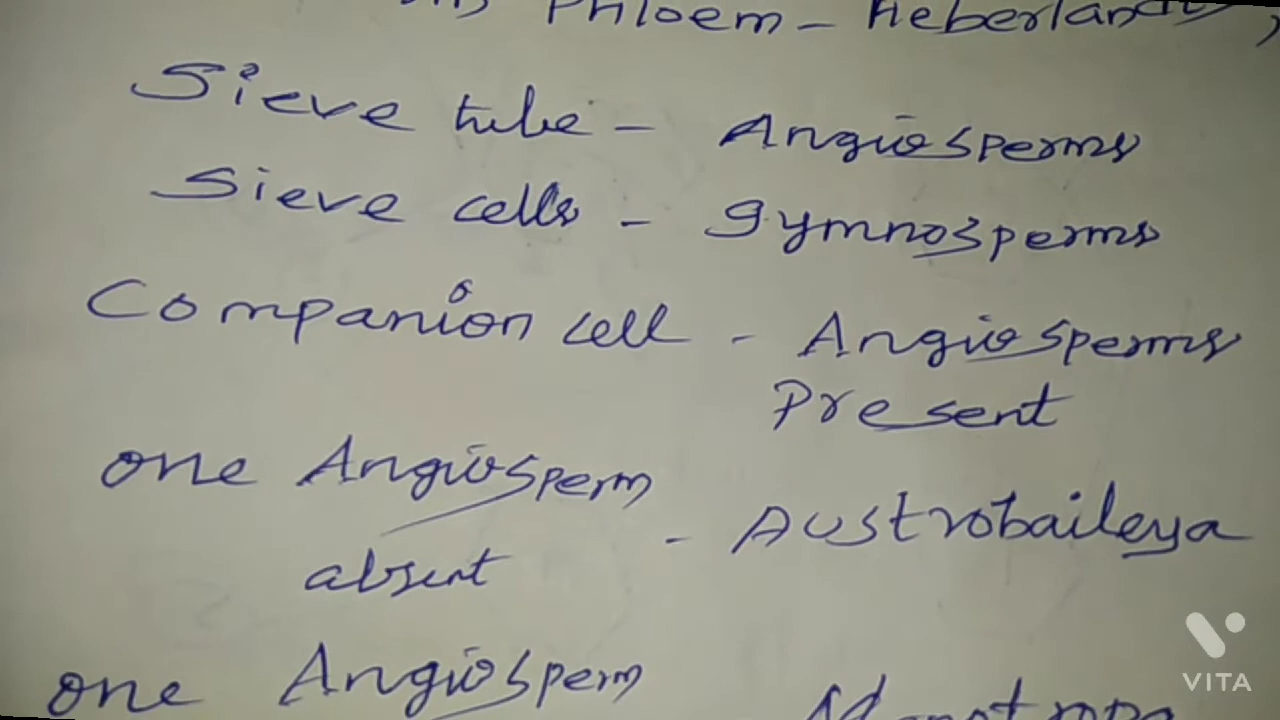 Phloem - Heberlandt,
Sieve tube - Angiosperms
Sieve cells - Gymnosperms
Companion cell - Angiosperms
Present
one Angiosperm
absent - Austrobaileya
one Angiosperm
VITA